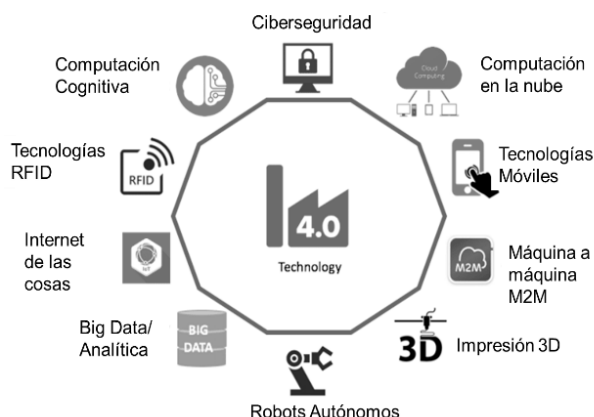 Ciberseguridad
Computación
Cognitiva
Cloud
Computing
Computación
en la nube
Tecnologías
RFID
RFID
Tecnologías
Móviles
4.0
Technology
Internet
de las
cosas
IoT
M2M
Máquina a
máquina
M2M
Big Data/
Analítica
BIG
DATA
3D
Impresión 3D
Robots Autónomos